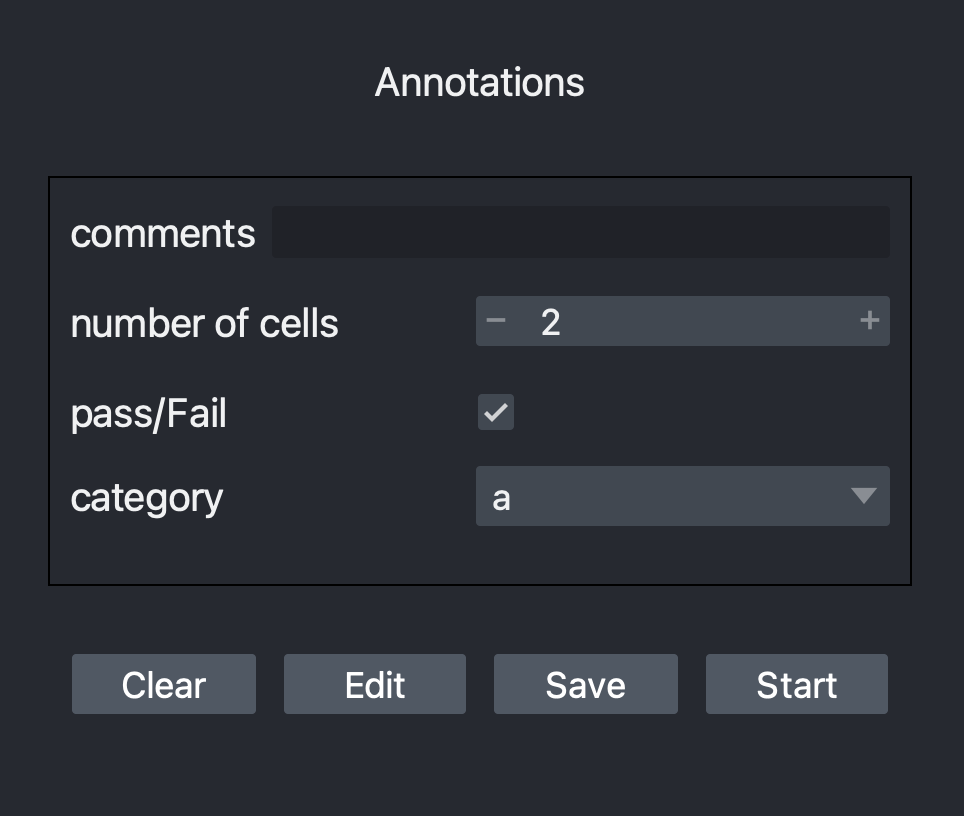 Annotations
comments
number of cells − 2 +
pass/Fail
category a
Clear Edit Save Start